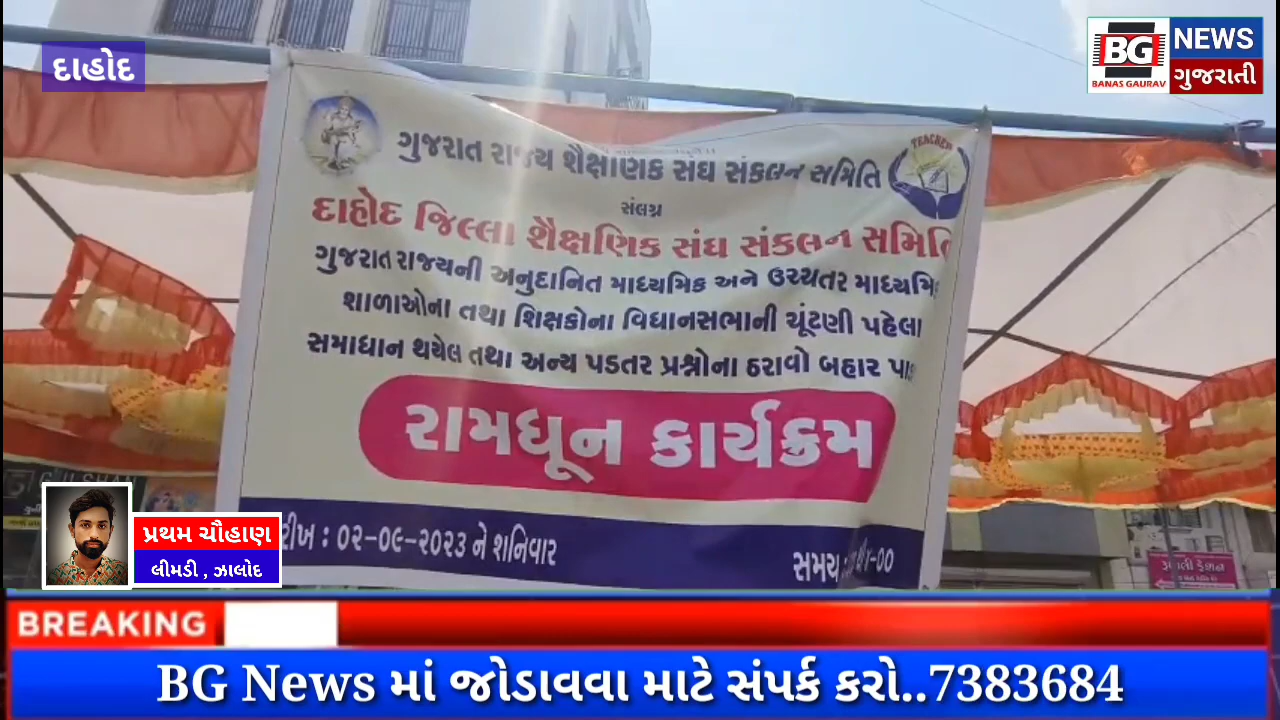 દાહોદ
BG
NEWS
BANAS GAURAV
ગુજરાતી
TEACHER
ગુજરાત રાજ્ય શૈક્ષણિક સંઘ સંકલન સમિતિ
સંલગ્ન
દાહોદ જિલ્લા શૈક્ષણિક સંઘ સંકલન સમિતિ
ગુજરાત રાજ્યની અનુદાનિત માધ્યમિક અને ઉચ્ચતર માધ્યમિ
શાળાઓના તથા શિક્ષકોના વિધાનસભાની ચૂંટણી પહેલા
સમાધાન થયેલ તથા અન્ય પડતર પ્રશ્નોના ઠરાવો બહાર
રામધૂન કાર્યક્રમ
રીખ : ૦૨-૦૯-૨૦૨૩ ને શનિવાર
સમય
પ્રથમ ચૌહાણ
લીમડી , ઝાલોદ
BREAKING
BG News માં જોડાવવા માટે સંપર્ક કરો..7383684